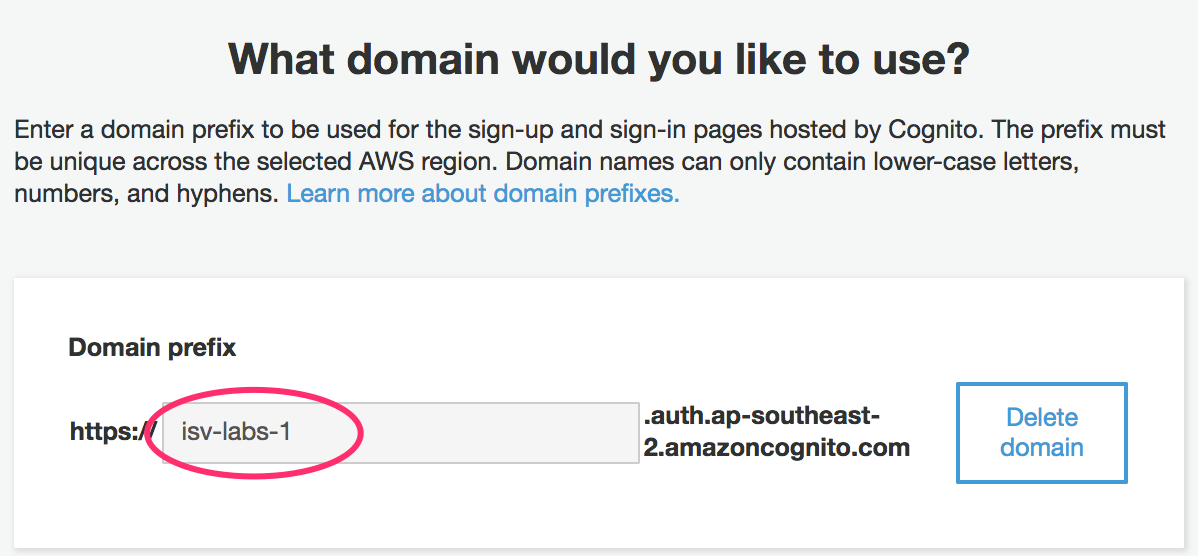 What domain would you like to use?
Enter a domain prefix to be used for the sign-up and sign-in pages hosted by Cognito. The prefix must
be unique across the selected AWS region. Domain names can only contain lower-case letters,
numbers, and hyphens. Learn more about domain prefixes.
Domain prefix
https:// isv-labs-1 .auth.ap-southeast-
2.amazoncognito.com
Delete
domain